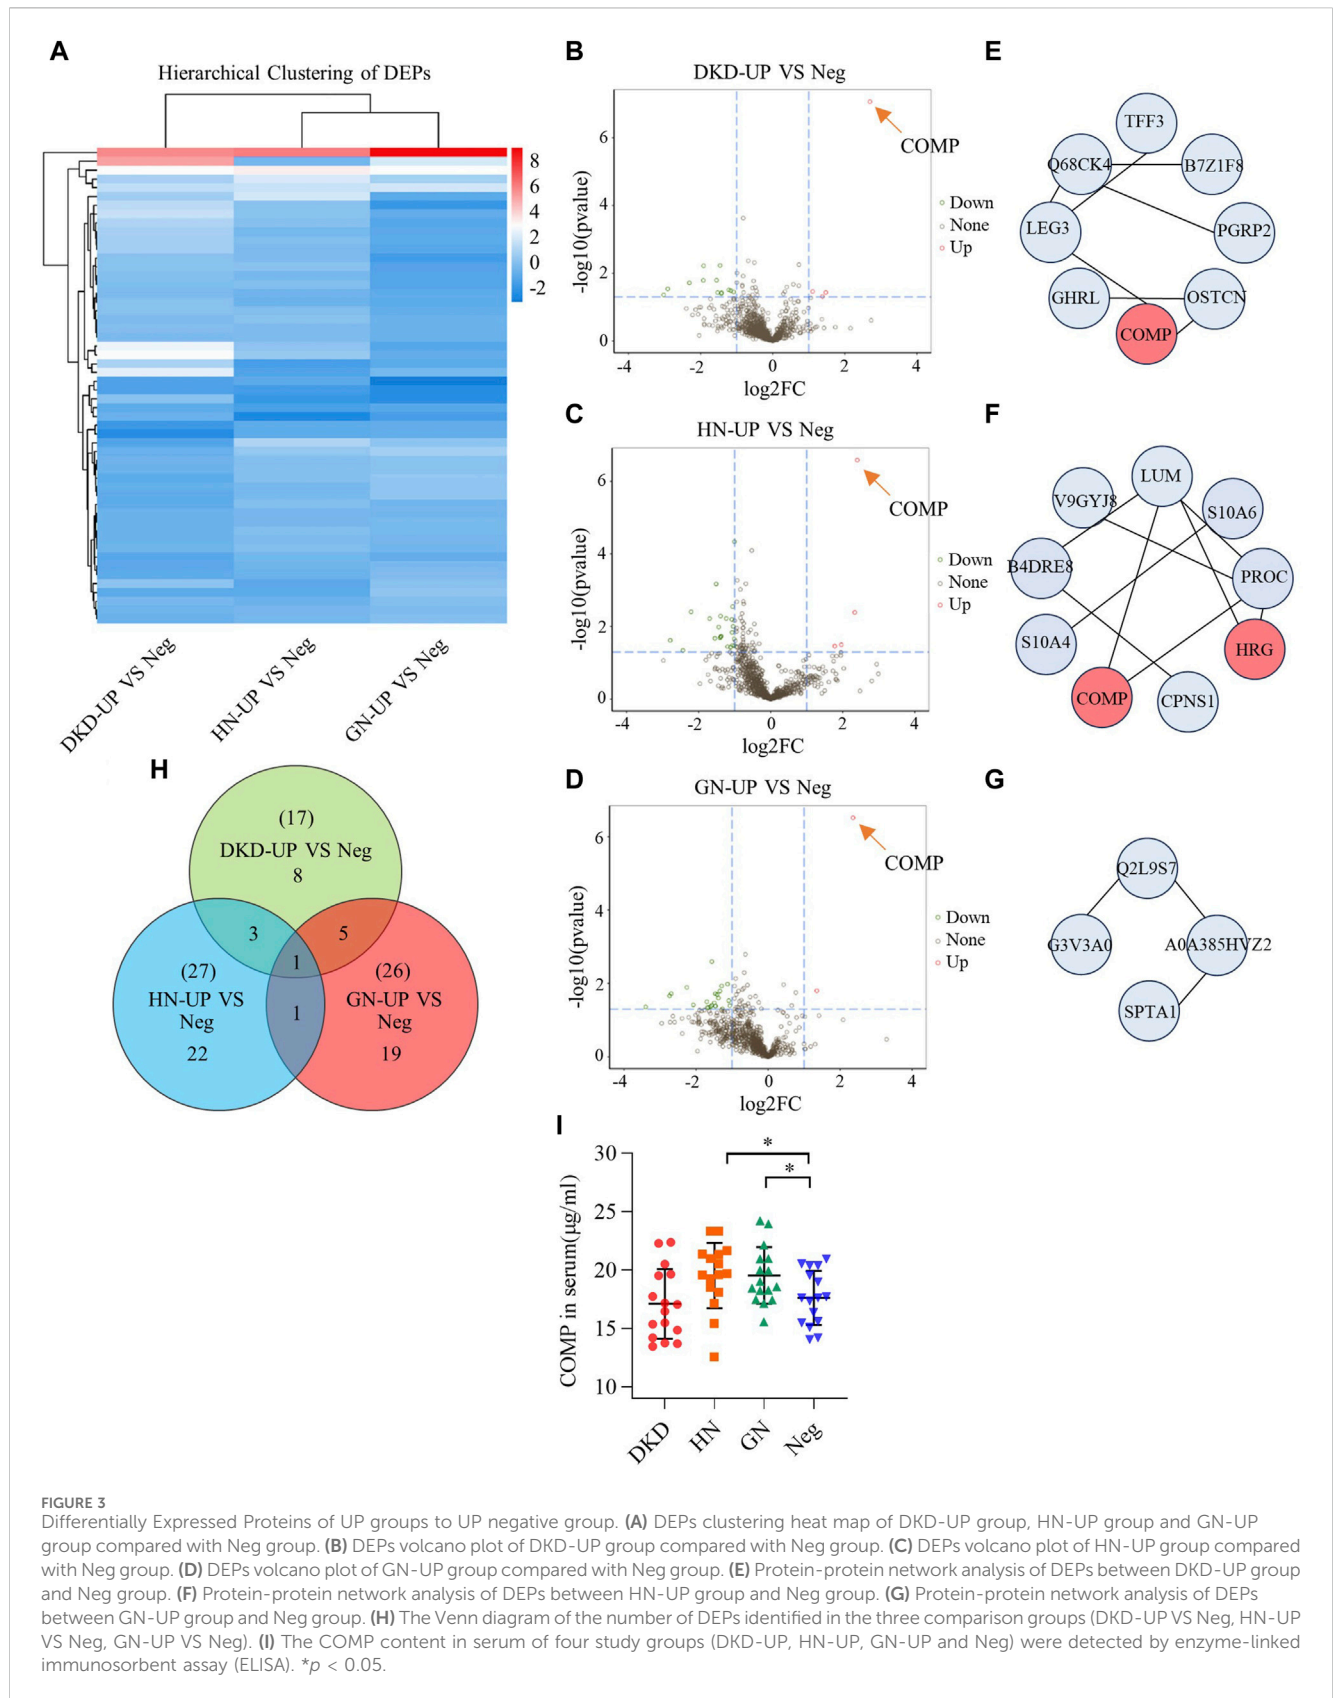 A
Hierarchical Clustering of DEPs
8
6
4
2
0
-2
DKD-UP VS Neg
HN-UP VS Neg
GN-UP VS Neg
B
DKD-UP VS Neg
COMP
-log10(pvalue)
6
4
2
0
-4
-2
0
2
4
log2FC
Down
None
Up
C
HN-UP VS Neg
COMP
-log10(pvalue)
6
4
2
0
-4
-2
0
2
4
log2FC
Down
None
Up
D
GN-UP VS Neg
COMP
-log10(pvalue)
6
4
2
0
-4
-2
0
2
4
log2FC
Down
None
Up
E
TFF3
Q68CK4
B7Z1F8
LEG3
PGRP2
GHRL
OSTCN
COMP
F
LUM
V9GYJ8
S10A6
B4DRE8
PROC
S10A4
HRG
COMP
CPNS1
G
Q2L9S7
G3V3A0
A0A385HVZ2
SPTA1
H
(17)
DKD-UP VS Neg
8
3
5
1
(27)
HN-UP VS
Neg
22
1
(26)
GN-UP VS
Neg
19
I
COMP in serum(μg/ml)
30
25
20
15
10
*
*
DKD
HN
GN
Neg
FIGURE 3
Differentially Expressed Proteins of UP groups to UP negative group. (A) DEPs clustering heat map of DKD-UP group, HN-UP group and GN-UP
group compared with Neg group. (B) DEPs volcano plot of DKD-UP group compared with Neg group. (C) DEPs volcano plot of HN-UP group compared
with Neg group. (D) DEPs volcano plot of GN-UP group compared with Neg group. (E) Protein-protein network analysis of DEPs between DKD-UP group
and Neg group. (F) Protein-protein network analysis of DEPs between HN-UP group and Neg group. (G) Protein-protein network analysis of DEPs
between GN-UP group and Neg group. (H) The Venn diagram of the number of DEPs identified in the three comparison groups (DKD-UP VS Neg, HN-UP
VS Neg, GN-UP VS Neg). (I) The COMP content in serum of four study groups (DKD-UP, HN-UP, GN-UP and Neg) were detected by enzyme-linked
immunosorbent assay (ELISA). *p < 0.05.